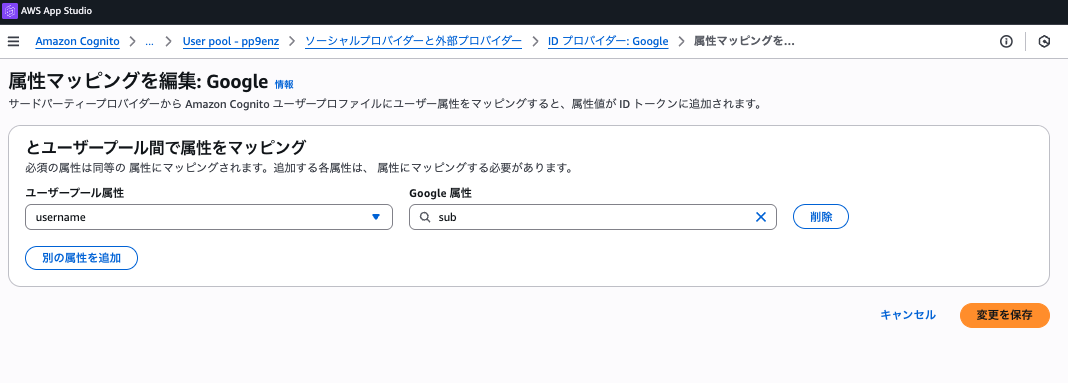 AWS App Studio
Amazon Cognito > ... > User pool - pp9enz > ソーシャルプロバイダーと外部プロバイダー > ID プロバイダー: Google > 属性マッピングを...
属性マッピングを編集: Google 情報
サードパーティープロバイダーから Amazon Cognito ユーザープロファイルにユーザー属性をマッピングすると、属性値が ID トークンに追加されます。
とユーザープール間で属性をマッピング
必須の属性は同等の 属性にマッピングされます。追加する各属性は、 属性にマッピングする必要があります。
ユーザープール属性 Google 属性
username sub 削除
別の属性を追加
キャンセル 変更を保存